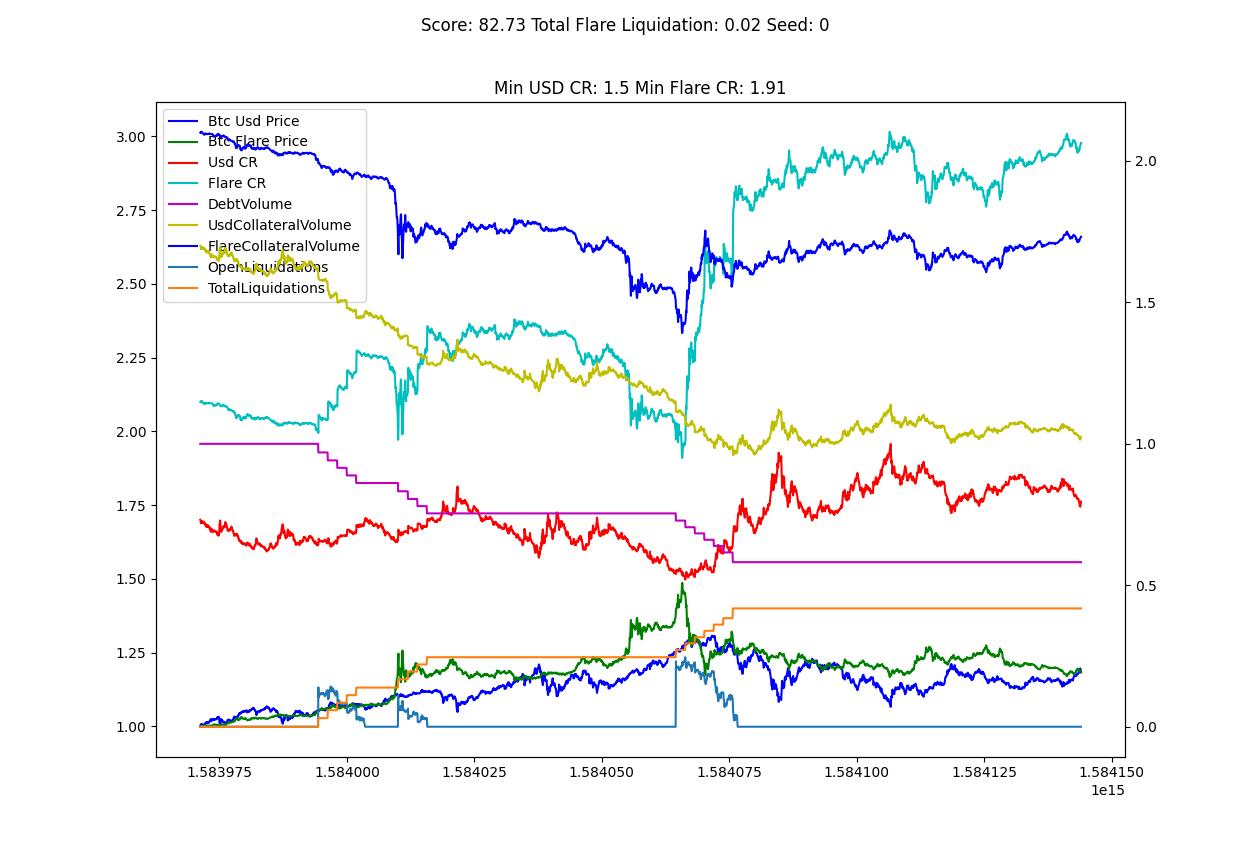 Score: 82.73 Total Flare Liquidation: 0.02 Seed: 0
Min USD CR: 1.5 Min Flare CR: 1.91
Btc Usd Price
Btc Flare Price
Usd CR
Flare CR
DebtVolume
UsdCollateralVolume
FlareCollateralVolume
OpenLiquidations
TotalLiquidations
3.00
2.75
2.50
2.25
2.00
1.75
1.50
1.25
1.00
2.0
1.5
1.0
0.5
0.0
1.583975
1.584000
1.584025
1.584050
1.584075
1.584100
1.584125
1.584150
1e15